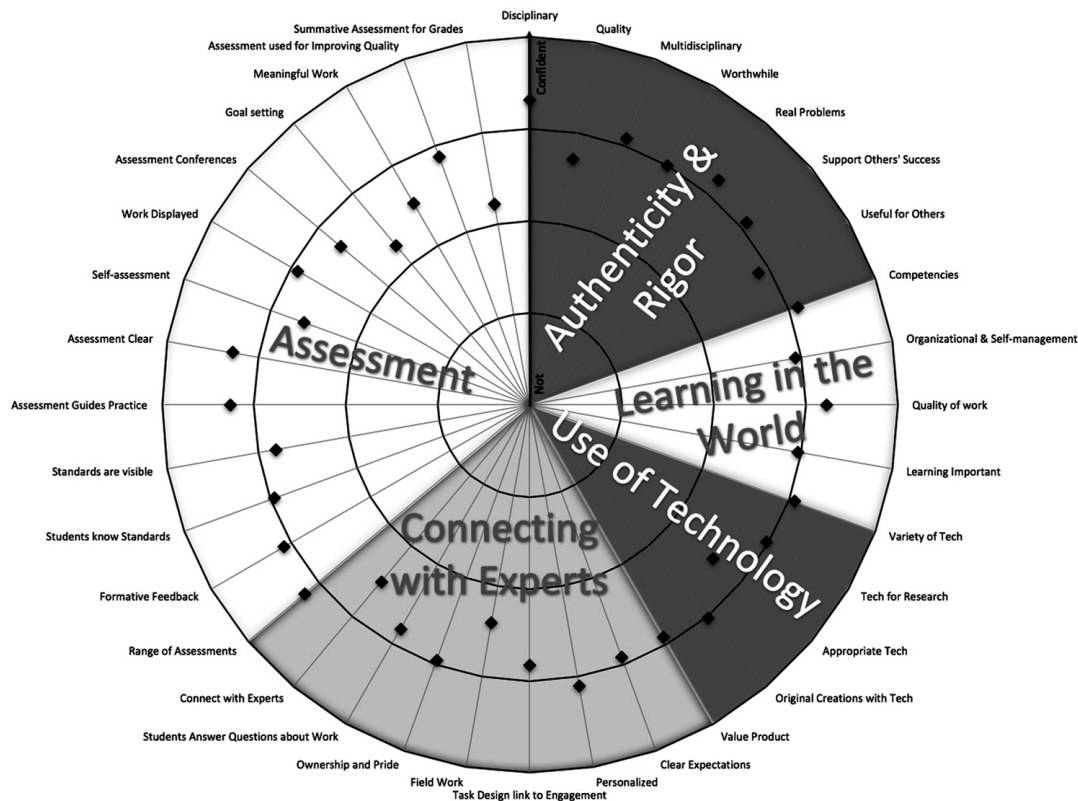 Disciplinary
Quality
Multidisciplinary
Worthwhile
Real Problems
Support Others' Success
Useful for Others
Competencies
Organizational & Self-management
Quality of work
Learning Important
Variety of Tech
Tech for Research
Appropriate Tech
Original Creations with Tech
Value Product
Clear Expectations
Personalized
Task Design link to Engagement
Field Work
Ownership and Pride
Students Answer Questions about Work
Connect with Experts
Range of Assessments
Formative Feedback
Students know Standards
Standards are visible
Assessment Guides Practice
Assessment Clear
Self-assessment
Work Displayed
Assessment Conferences
Goal setting
Meaningful Work
Assessment used for Improving Quality
Summative Assessment for Grades
Confident
Not
Authenticity &
Rigor
Learning in the
World
Use of Technology
Connecting
with Experts
Assessment